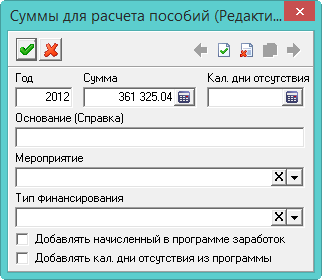 Суммы для расчета пособий (Редакти...
Год Сумма Кал. дни отсутствия
2012 361 325.04
Основание (Справка)
Мероприятие
X
Тип финансирования
X
Добавлять начисленный в программе заработок
Добавлять кал. дни отсутствия из программы